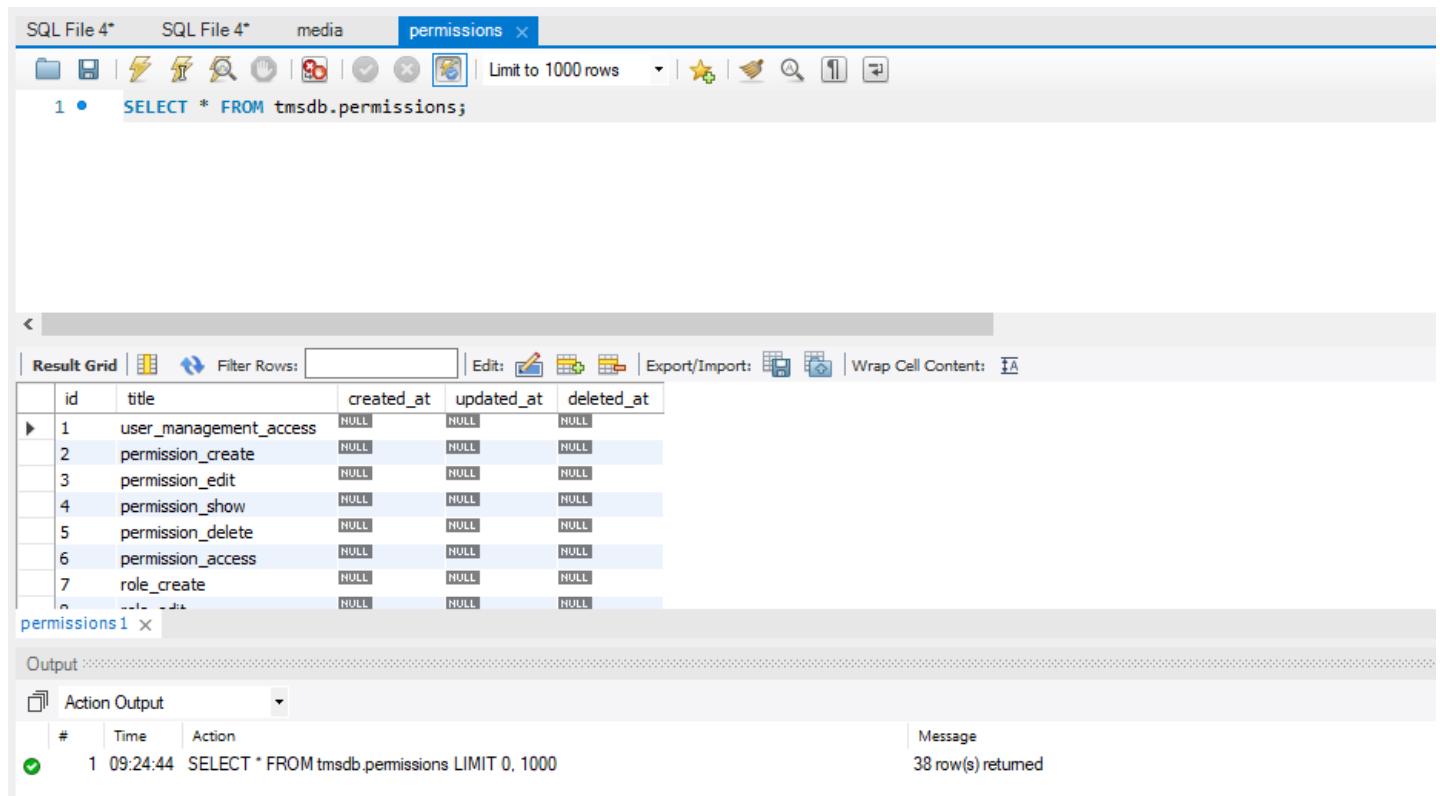 SQL File 4* SQL File 4* media permissions
Limit to 1000 rows
1 SELECT * FROM tmsdb.permissions;
Result Grid Filter Rows: Edit: Export/Import: Wrap Cell Content:
id title created_at updated_at deleted_at
1 user_management_access NULL NULL NULL
2 permission_create NULL NULL NULL
3 permission_edit NULL NULL NULL
4 permission_show NULL NULL NULL
5 permission_delete NULL NULL NULL
6 permission_access NULL NULL NULL
7 role_create NULL NULL NULL
NULL NULL NULL
permissions 1
Output
Action Output
# Time Action Message
1 09:24:44 SELECT * FROM tmsdb.permissions LIMIT 0, 1000 38 row(s) returned